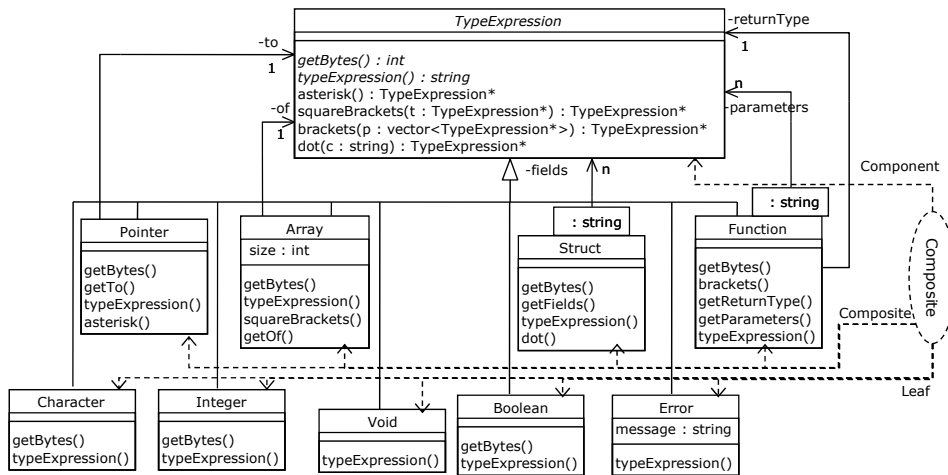 TypeExpression
-returnType
-to
1
1
getBytes() : int
typeExpression() : string
asterisk() : TypeExpression*
squareBrackets(t : TypeExpression*) : TypeExpression*
brackets(p : vector<TypeExpression*>) : TypeExpression*
dot(c : string) : TypeExpression*
-of
1
n
-parameters
-fields
n
Component
: string
: string
Pointer
getBytes()
getTo()
typeExpression()
asterisk()
Array
size : int
getBytes()
typeExpression()
squareBrackets()
getOf()
Struct
getBytes()
getFields()
typeExpression()
dot()
Function
getBytes()
brackets()
getReturnType()
getParameters()
typeExpression()
Composite
Composite
Leaf
Character
getBytes()
typeExpression()
Integer
getBytes()
typeExpression()
Void
typeExpression()
Boolean
getBytes()
typeExpression()
Error
message : string
typeExpression()